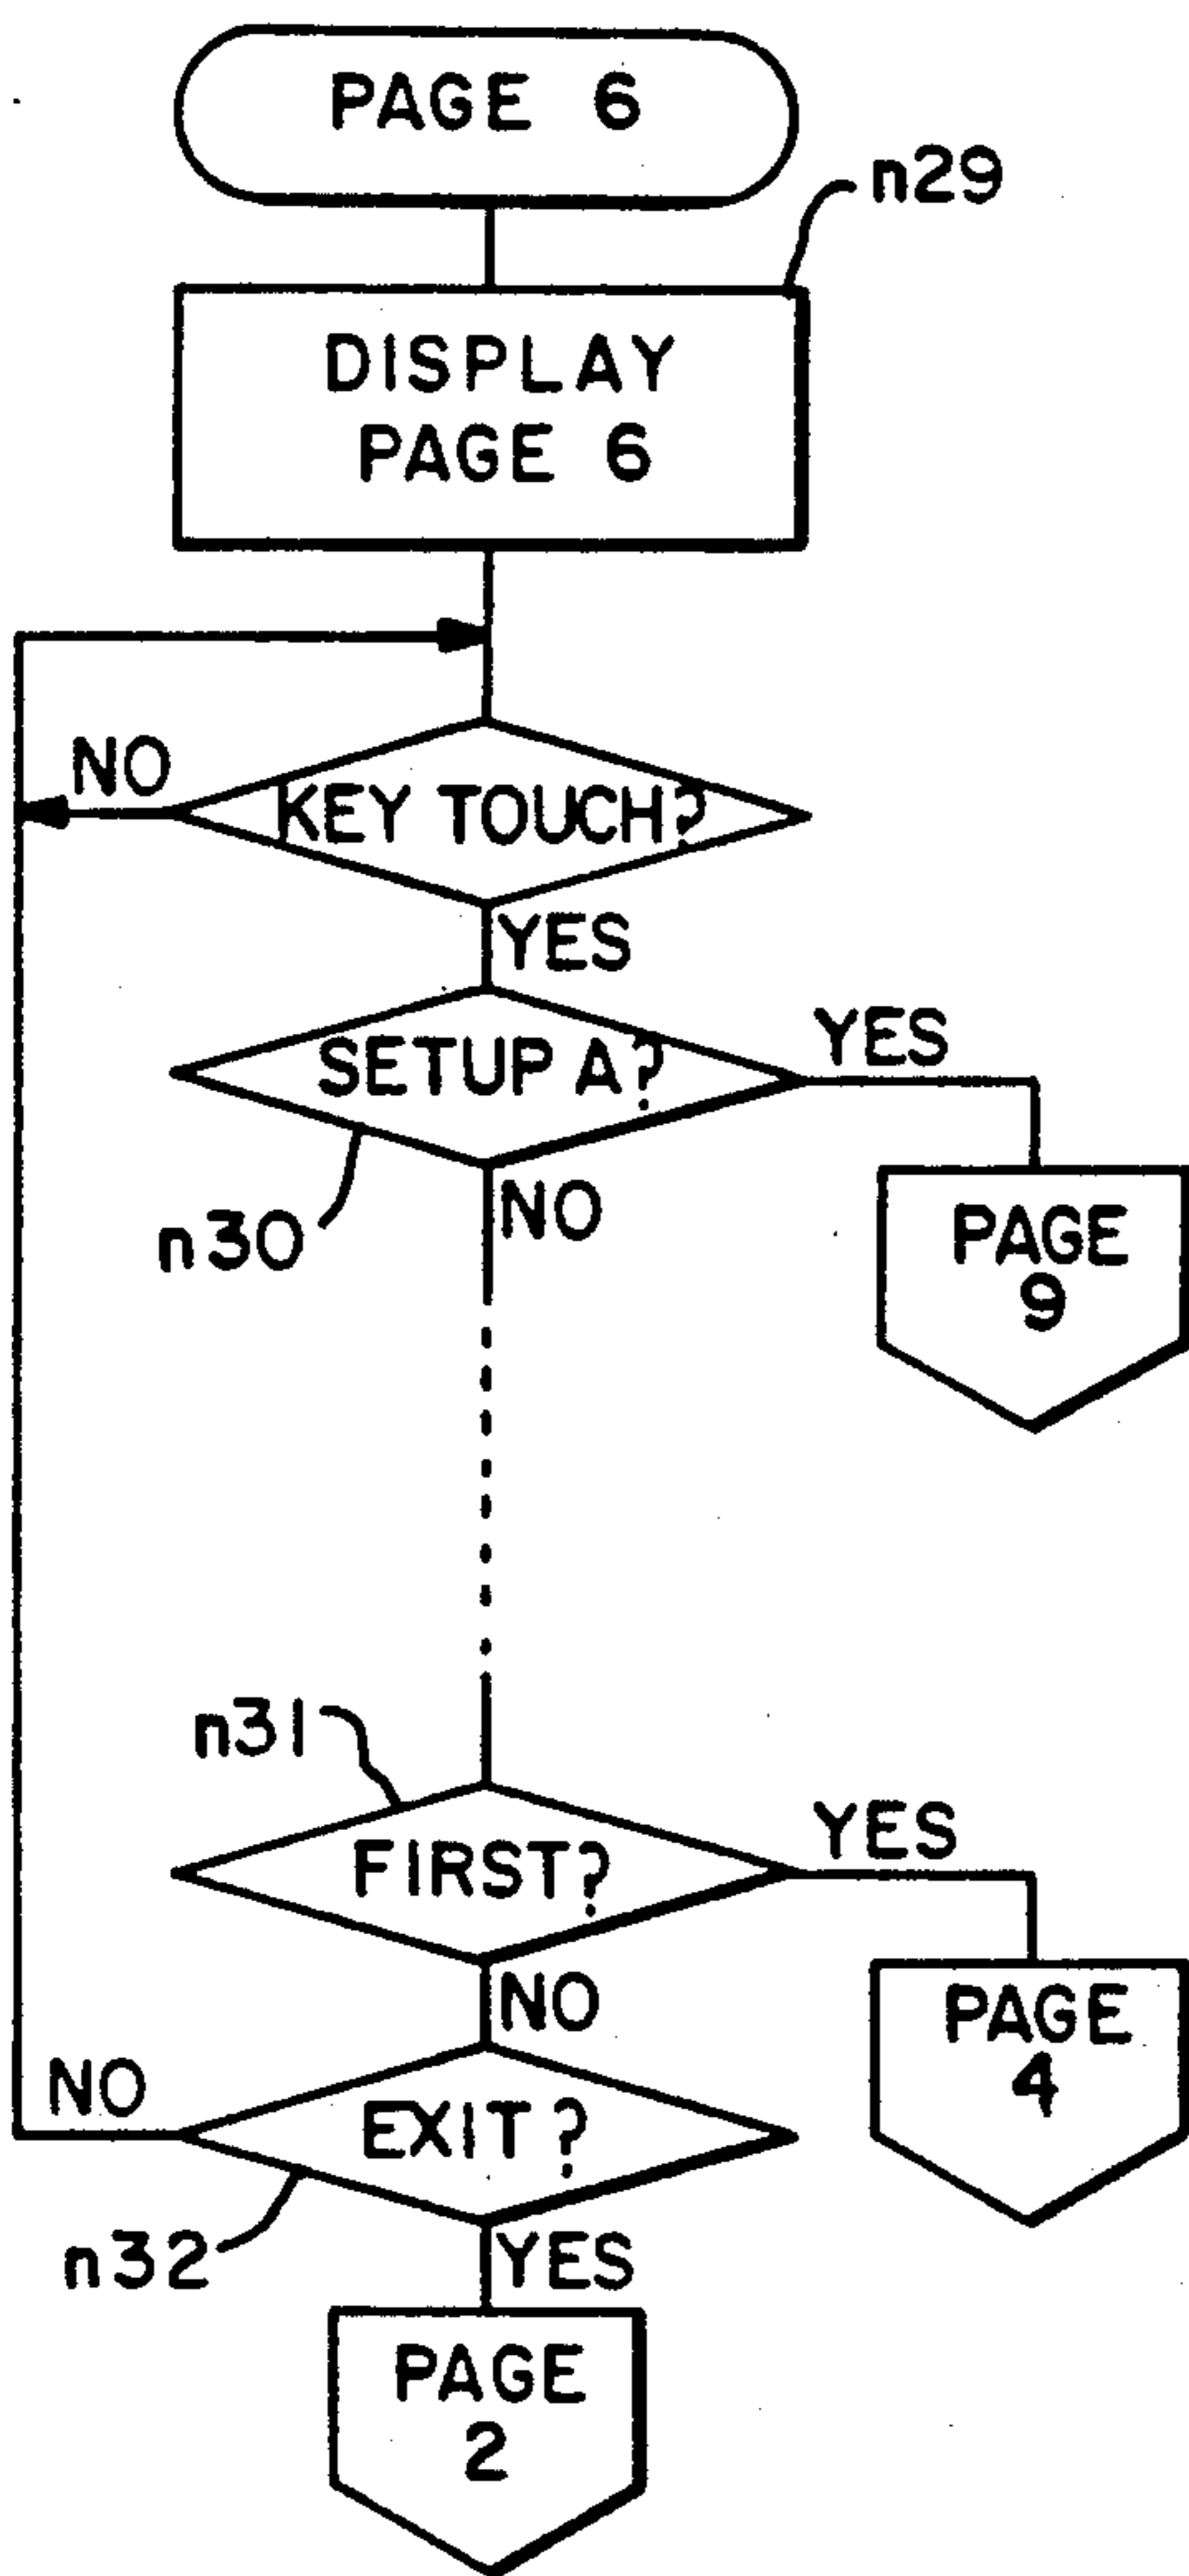 PAGE 6
n29
DISPLAY
PAGE 6
NO
KEY TOUCH?
YES
SETUP A?
YES
n30
NO
PAGE
9
n31
FIRST?
YES
NO
PAGE
4
NO
EXIT?
n32
YES
PAGE
2